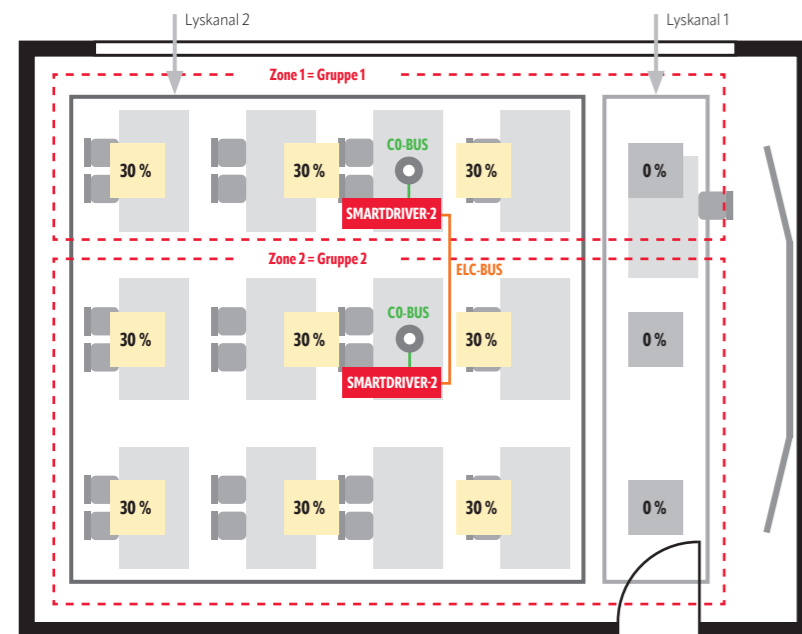 Lyskanal 2
Lyskanal 1
Zone 1 = Gruppe 1
C0-BUS
30 %
30 %
30 %
0 %
SMARTDRIVER-2
Zone 2 = Gruppe 2
ELC-BUS
C0-BUS
30 %
30 %
30 %
0 %
SMARTDRIVER-2
30 %
30 %
30 %
0 %